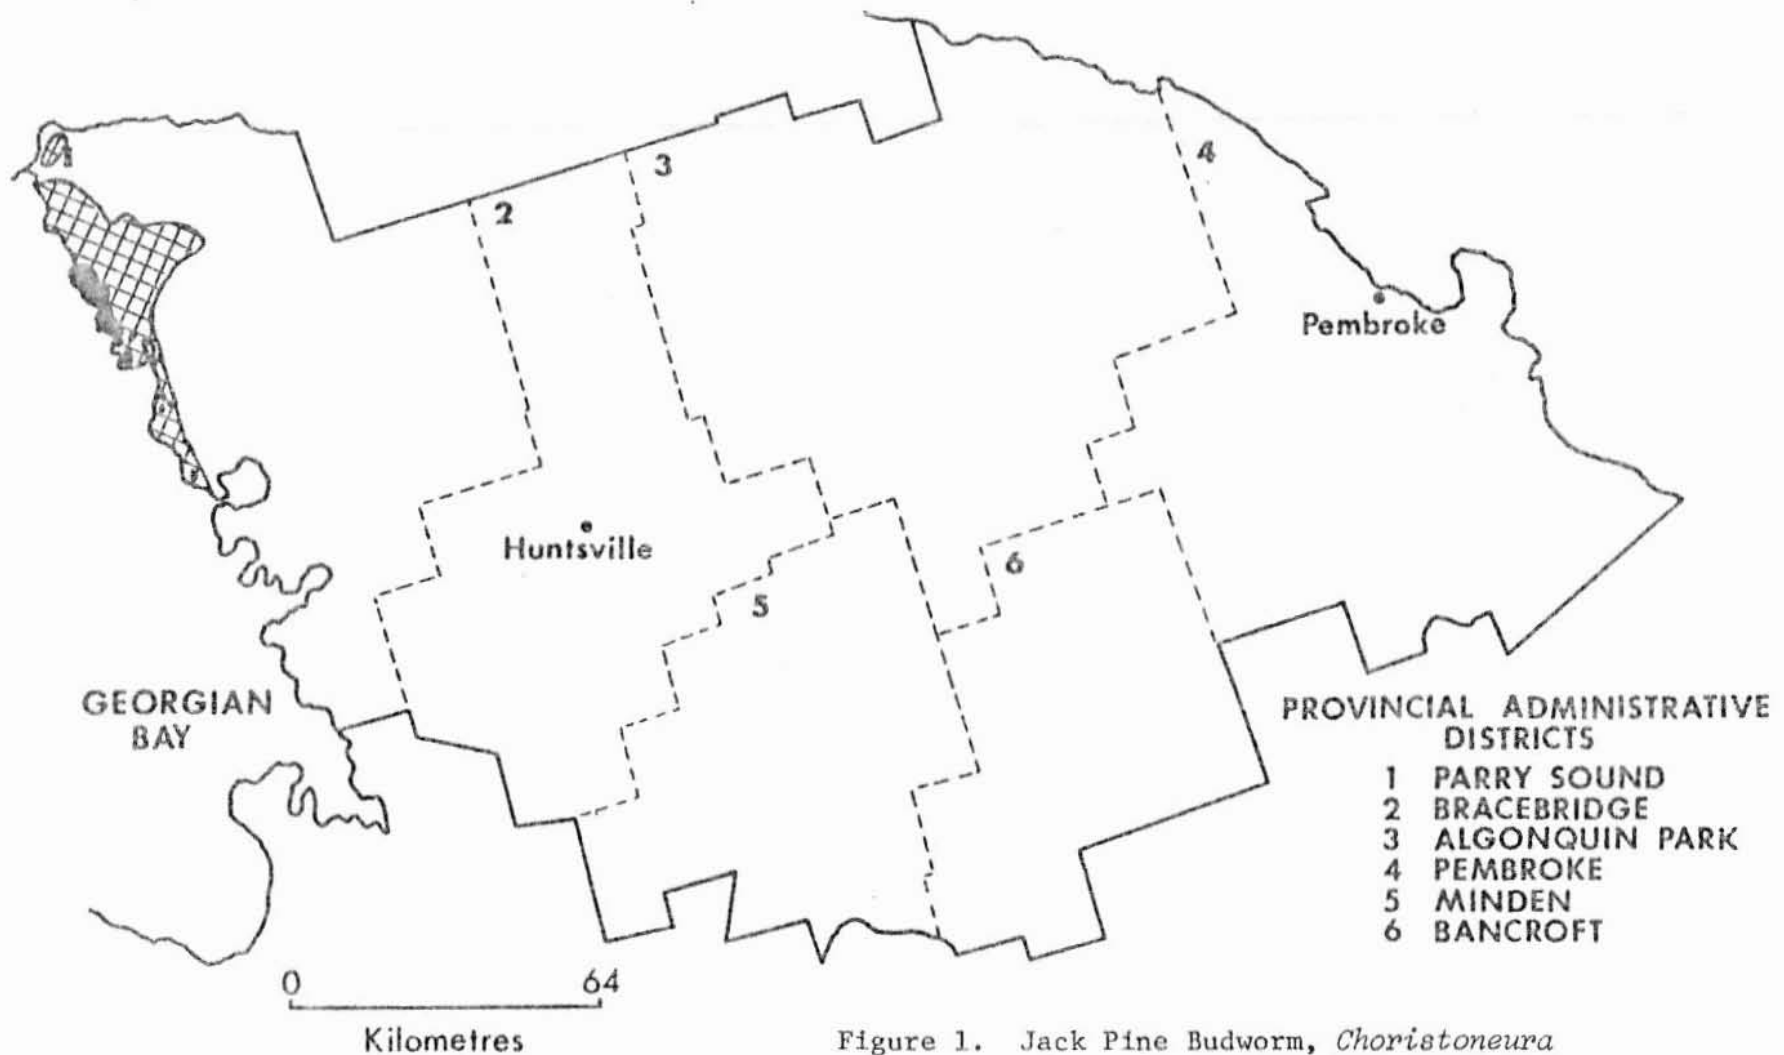 1
2
3
4
Pembroke
Huntsville
5
6
GEORGIAN
BAY
PROVINCIAL ADMINISTRATIVE
DISTRICTS
1 PARRY SOUND
2 BRACEBRIDGE
3 ALGONQUIN PARK
4 PEMBROKE
5 MINDEN
6 BANCROFT
0 64
Kilometres
Figure 1. Jack Pine Budworm, Choristoneura